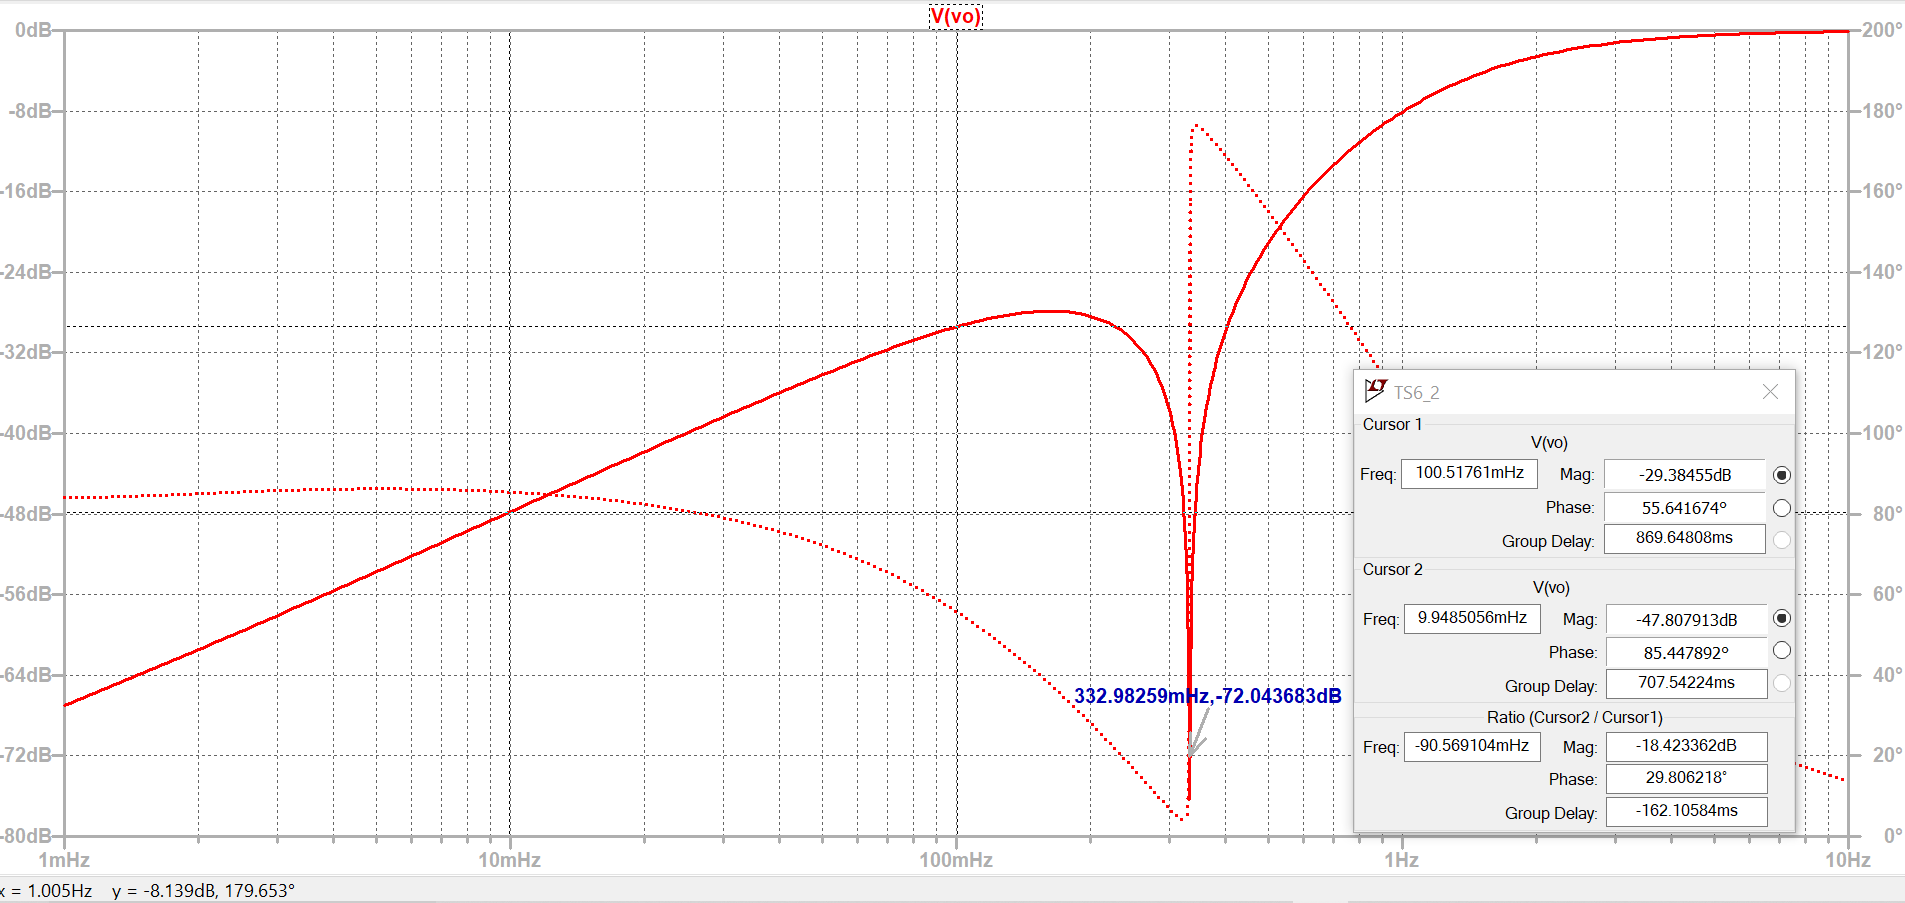 V(vo)
0dB
-8dB
-16dB
-24dB
-32dB
-40dB
-48dB
-56dB
-64dB
-72dB
-80dB
200°
180°
160°
140°
120°
100°
80°
60°
40°
20°
0°
1mHz
10mHz
100mHz
1Hz
10Hz
332.98259mHz,-72.043683dB
TS6_2
Cursor 1
V(vo)
Freq: 100.51761mHz Mag: -29.38455dB
Phase: 55.641674°
Group Delay: 869.64808ms
Cursor 2
V(vo)
Freq: 9.9485056mHz Mag: -47.807913dB
Phase: 85.447892°
Group Delay: 707.54224ms
Ratio (Cursor2 / Cursor1)
Freq: -90.569104mHz Mag: -18.423362dB
Phase: 29.806218°
Group Delay: -162.10584ms
x = 1.005Hz y = -8.139dB, 179.653°